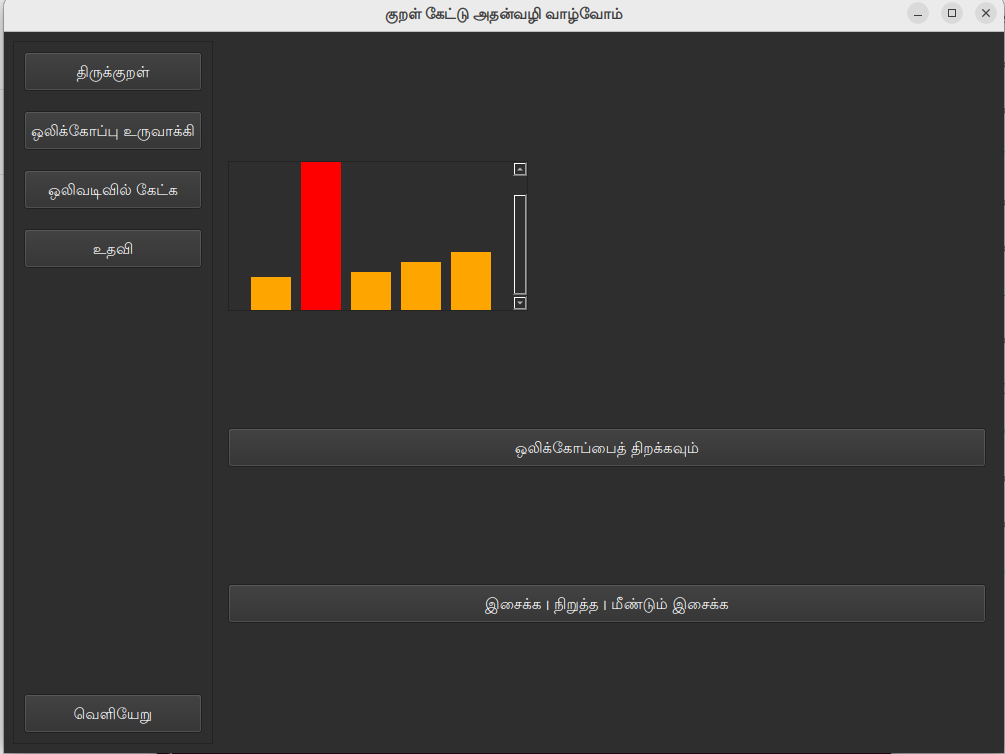 குறள் கேட்டு அதன்வழி வாழ்வோம்
திருக்குறள்
ஒலிக்கோப்பு உருவாக்கி
ஒலிவடிவில் கேட்க
உதவி
ஒலிக்கோப்பைத் திறக்கவும்
இசைக்க । நிறுத்த । மீண்டும் இசைக்க
வெளியேறு